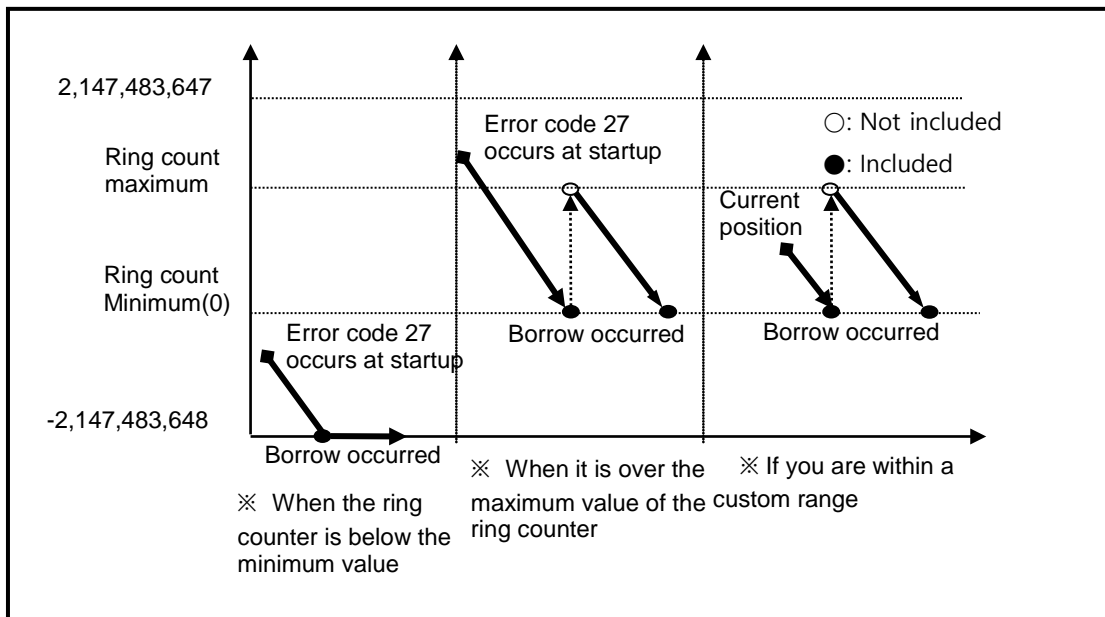 2,147,483,647
Ring count
maximum
Ring count
Minimum(0)
-2,147,483,648
Error code 27
occurs at startup
Borrow occurred
※ When the ring
counter is below the
minimum value
Error code 27
occurs at startup
Borrow occurred
※ When it is over the
maximum value of the
ring counter
○: Not included
●: Included
Current
position
Borrow occurred
※ If you are within a
custom range